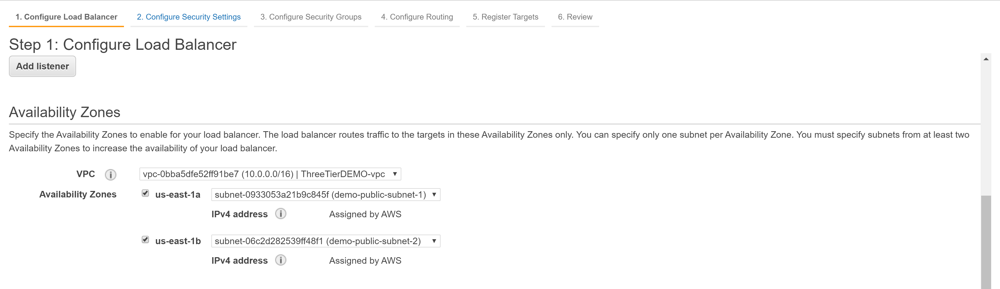 1. Configure Load Balancer 2. Configure Security Settings 3. Configure Security Groups 4. Configure Routing 5. Register Targets 6. Review
Step 1: Configure Load Balancer
Add listener
Availability Zones
Specify the Availability Zones to enable for your load balancer. The load balancer routes traffic to the targets in these Availability Zones only. You can specify only one subnet per Availability Zone. You must specify subnets from at least two
Availability Zones to increase the availability of your load balancer.
VPC i vpc-0bba5dfe52ff91be7 (10.0.0.0/16) | ThreeTierDEMO-vpc
Availability Zones us-east-1a subnet-0933053a21b9c845f (demo-public-subnet-1)
IPv4 address i Assigned by AWS
us-east-1b subnet-06c2d282539ff48f1 (demo-public-subnet-2)
IPv4 address i Assigned by AWS